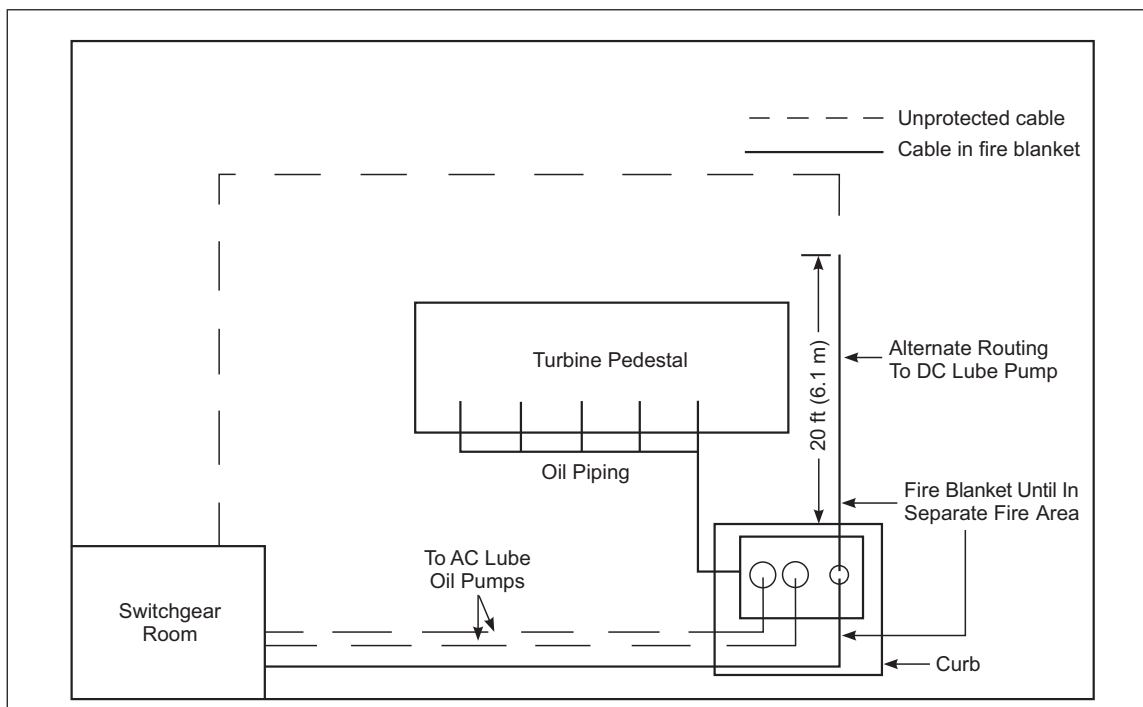 Unprotected cable
Cable in fire blanket
Turbine Pedestal
20 ft (6.1 m)
Alternate Routing
To DC Lube Pump
Oil Piping
Fire Blanket Until In
Separate Fire Area
To AC Lube
Oil Pumps
Switchgear
Room
Curb